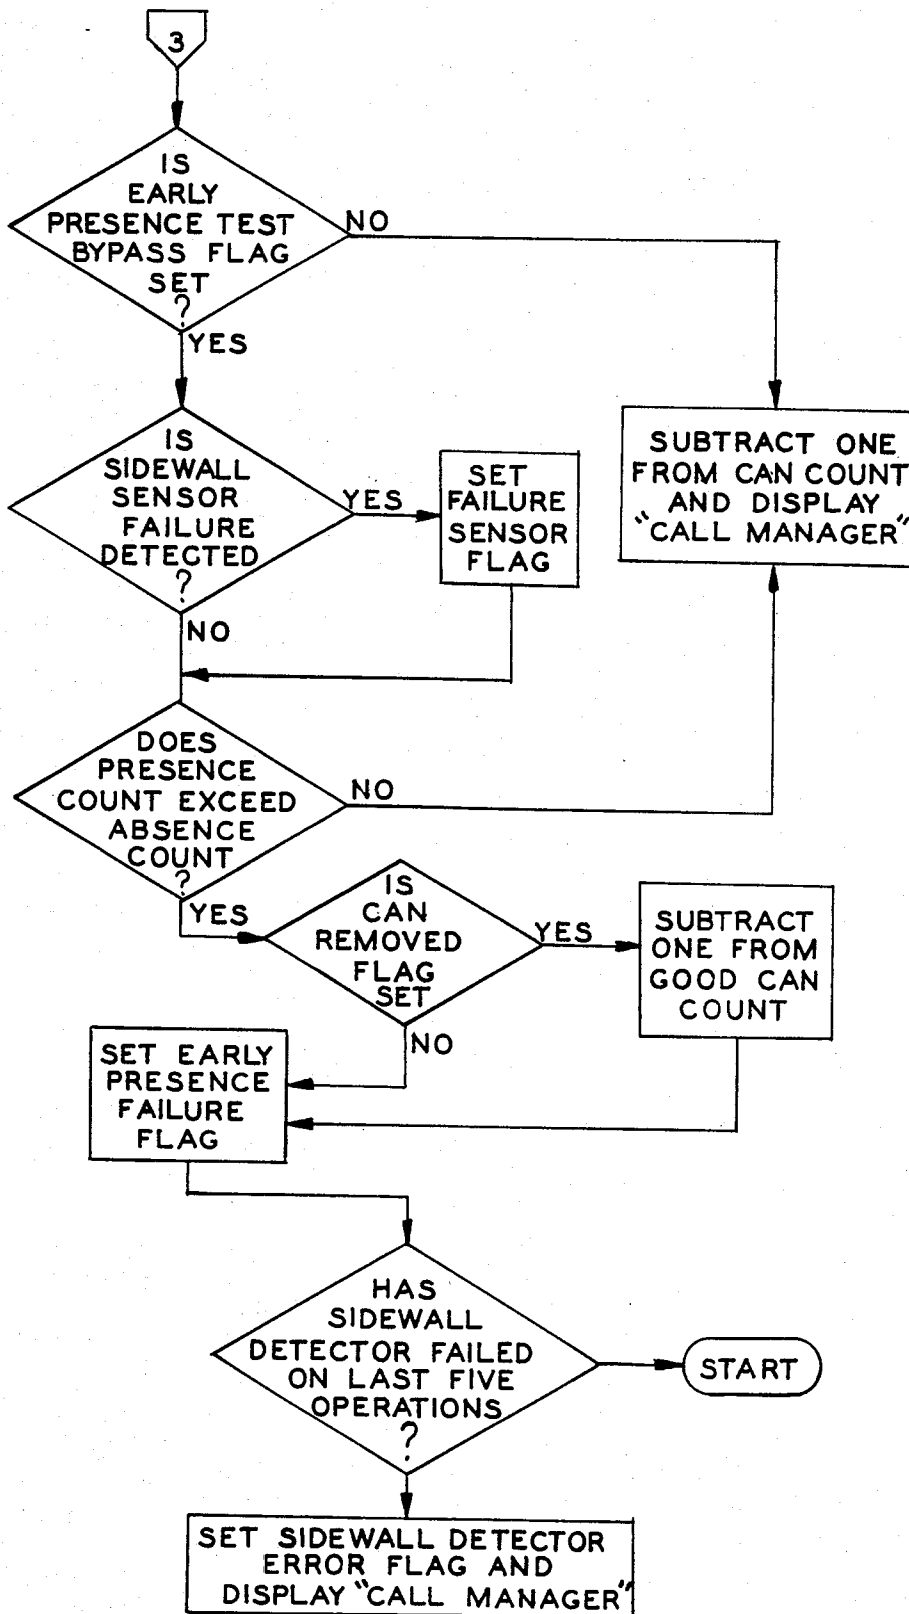 3
IS
EARLY
PRESENCE TEST
BYPASS FLAG
SET
?
NO
YES
IS
SIDEWALL
SENSOR
FAILURE
DETECTED
?
YES
SET
FAILURE
SENSOR
FLAG
SUBTRACT ONE
FROM CAN COUNT
AND DISPLAY
"CALL MANAGER"
NO
DOES
PRESENCE
COUNT EXCEED
ABSENCE
COUNT
?
NO
YES
IS
CAN
REMOVED
FLAG
SET
YES
SUBTRACT
ONE FROM
GOOD CAN
COUNT
NO
SET EARLY
PRESENCE
FAILURE
FLAG
HAS
SIDEWALL
DETECTOR FAILED
ON LAST FIVE
OPERATIONS
?
START
SET SIDEWALL DETECTOR
ERROR FLAG AND
DISPLAY "CALL MANAGER"